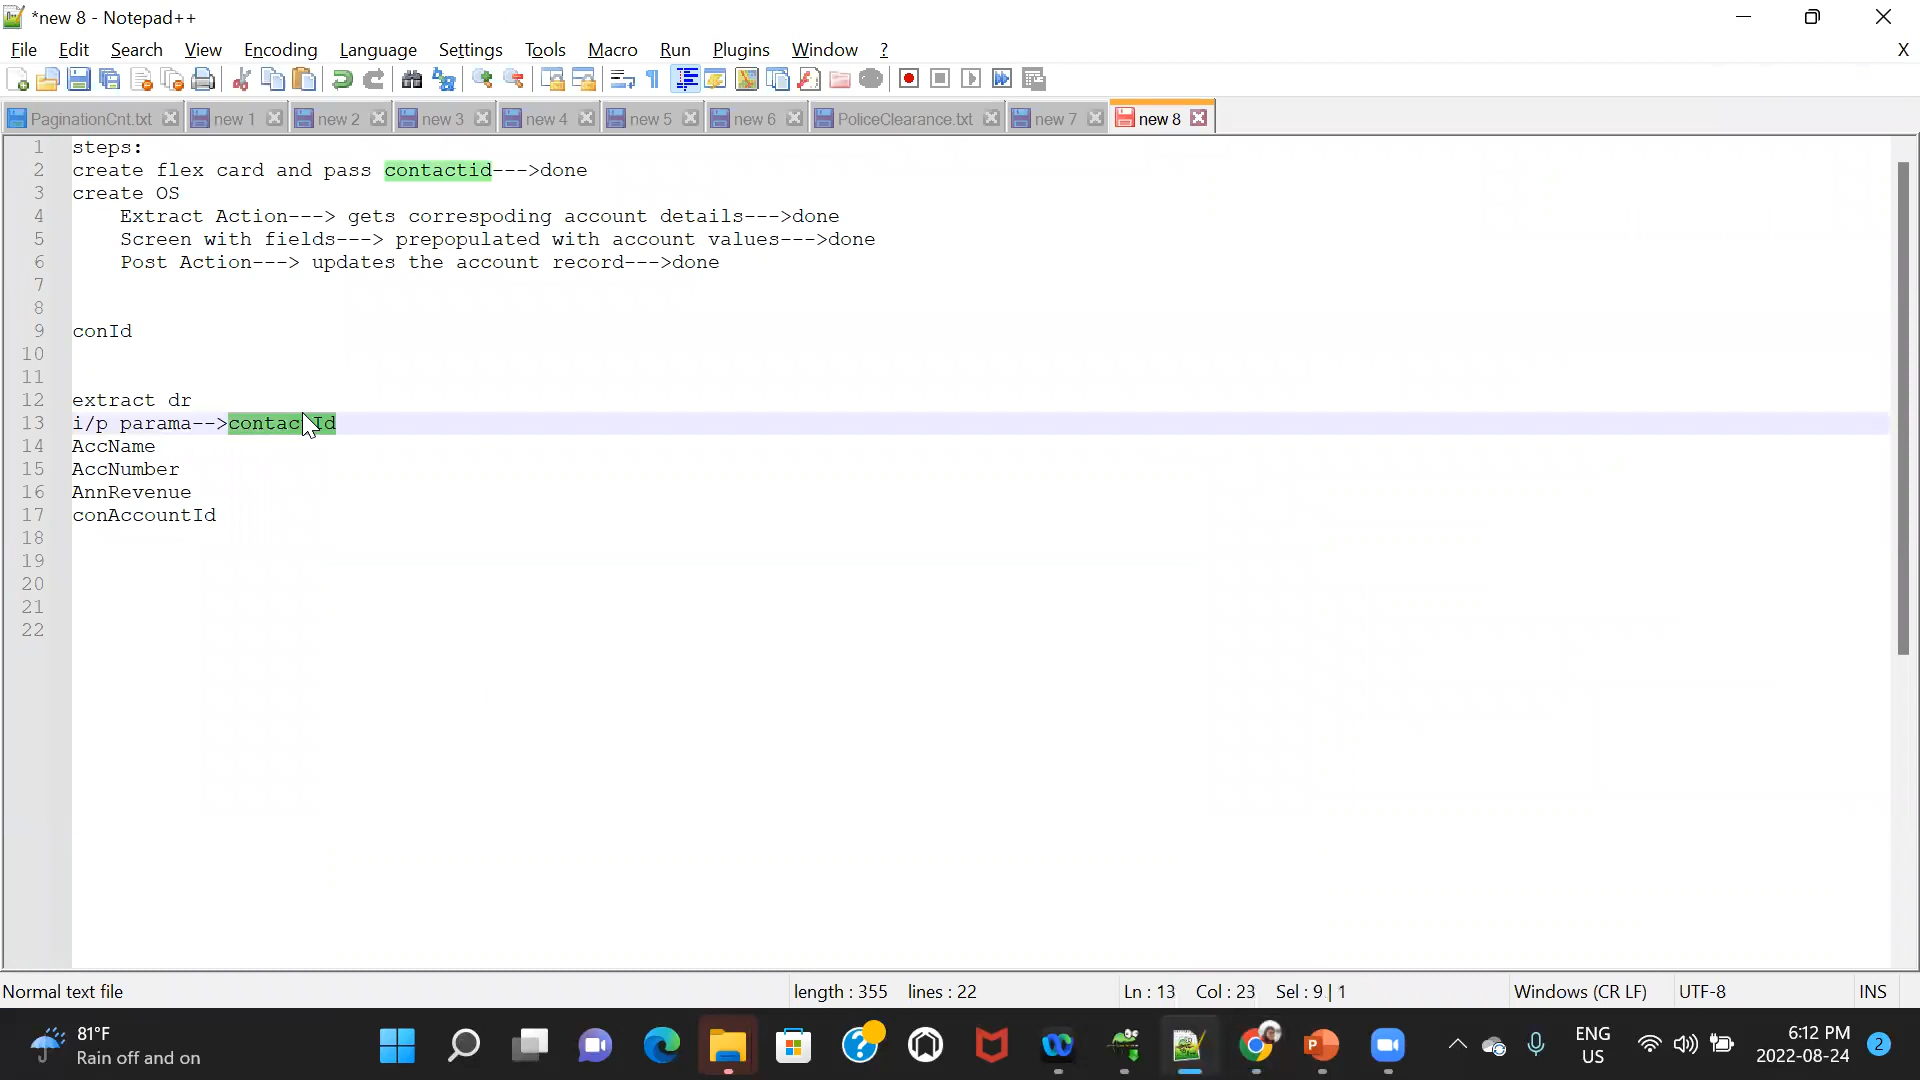 *new 8 - Notepad++
File Edit Search View Encoding Language Settings Tools Macro Run Plugins Window ? X
PaginationCnt.txt new 1 new 2 new 3 new 4 new 5 new 6 PoliceClearance.txt new 7 new 8
1 steps:
2 create flex card and pass contactid--->done
3 create OS
4 Extract Action---> gets correspoding account details--->done
5 Screen with fields---> prepopulated with account values--->done
6 Post Action---> updates the account record--->done
7
8
9 conId
10
11
12 extract dr
13 i/p parama-->contactId
14 AccName
15 AccNumber
16 AnnRevenue
17 conAccountId
18
19
20
21
22
Normal text file length : 355 lines : 22 Ln : 13 Col : 23 Sel : 9 | 1 Windows (CR LF) UTF-8 INS
81°F
Rain off and on
ENG
US
6:12 PM
2022-08-24
2